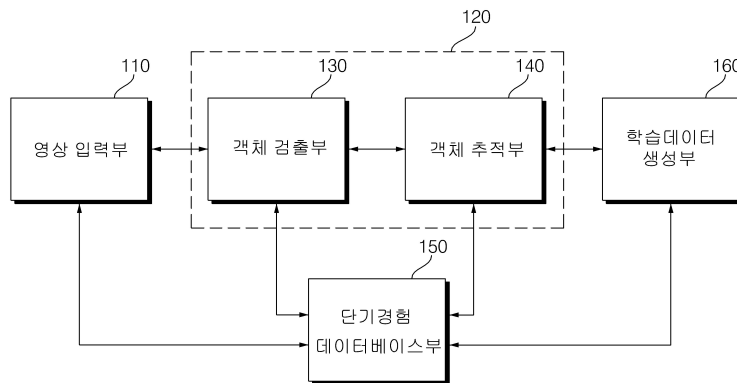 120
110
130
140
160
영상 입력부
객체 검출부
객체 추적부
학습데이터
생성부
150
단기경험
데이터베이스부